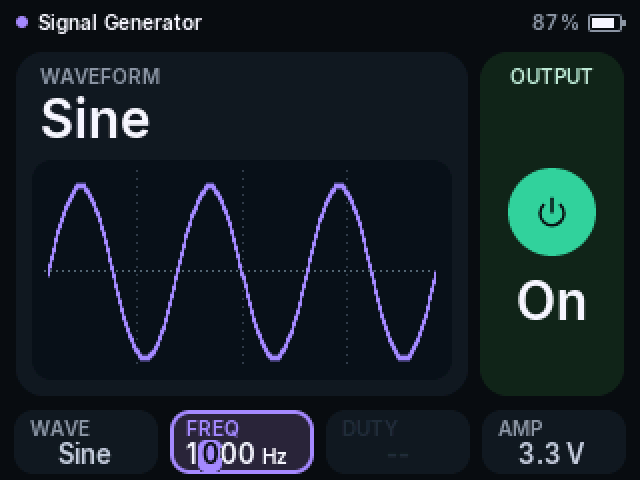 Signal Generator
87%
WAVEFORM
Sine
OUTPUT
On
WAVE
Sine
FREQ
1000 Hz
DUTY
--
AMP
3.3 V